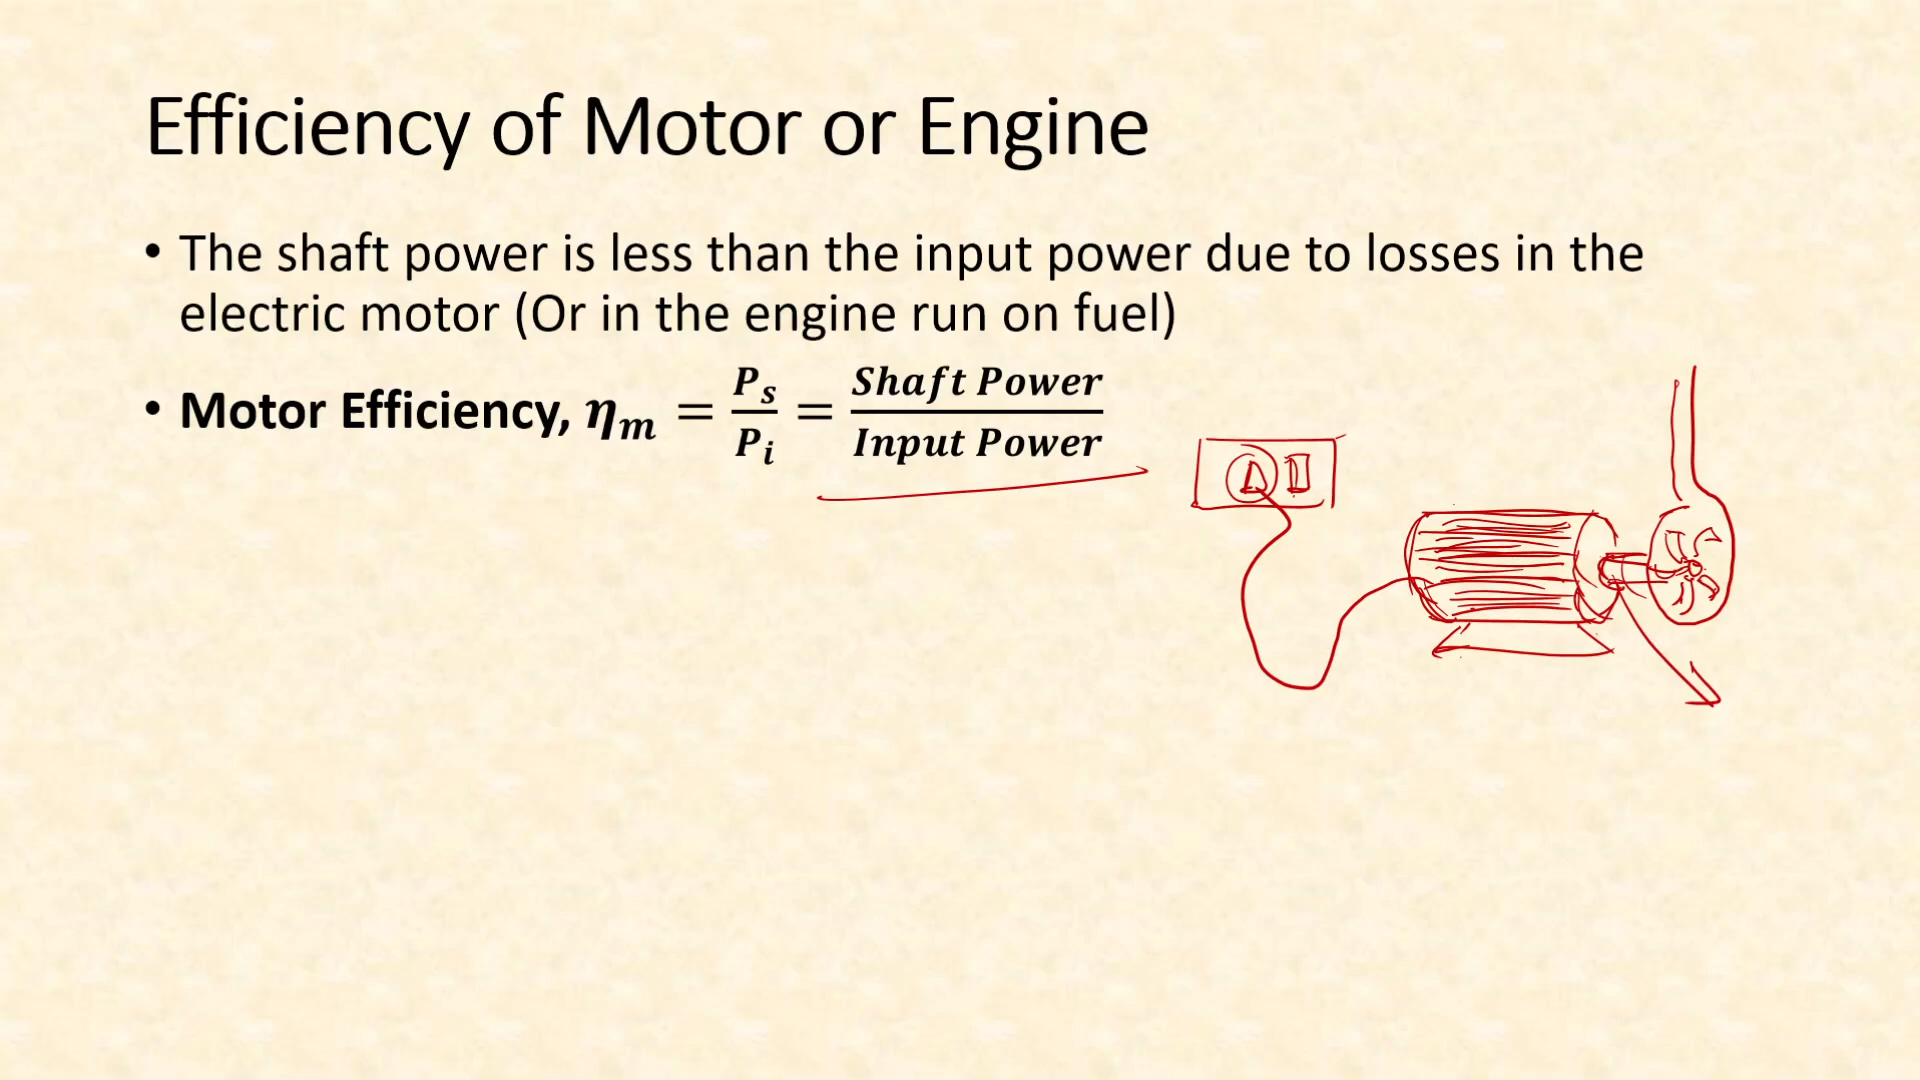 Efficiency of Motor or Engine
• The shaft power is less than the input power due to losses in the
electric motor (Or in the engine run on fuel)
• Motor Efficiency, ηₘ = Pₛ/Pᵢ = Shaft Power/Input Power